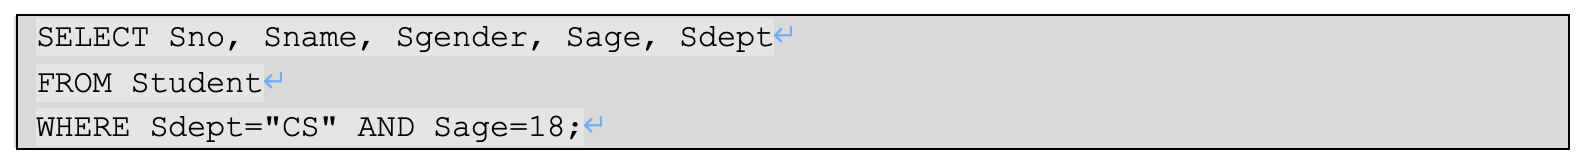 SELECT Sno, Sname, Sgender, Sage, Sdept
FROM Student
WHERE Sdept="CS" AND Sage=18;